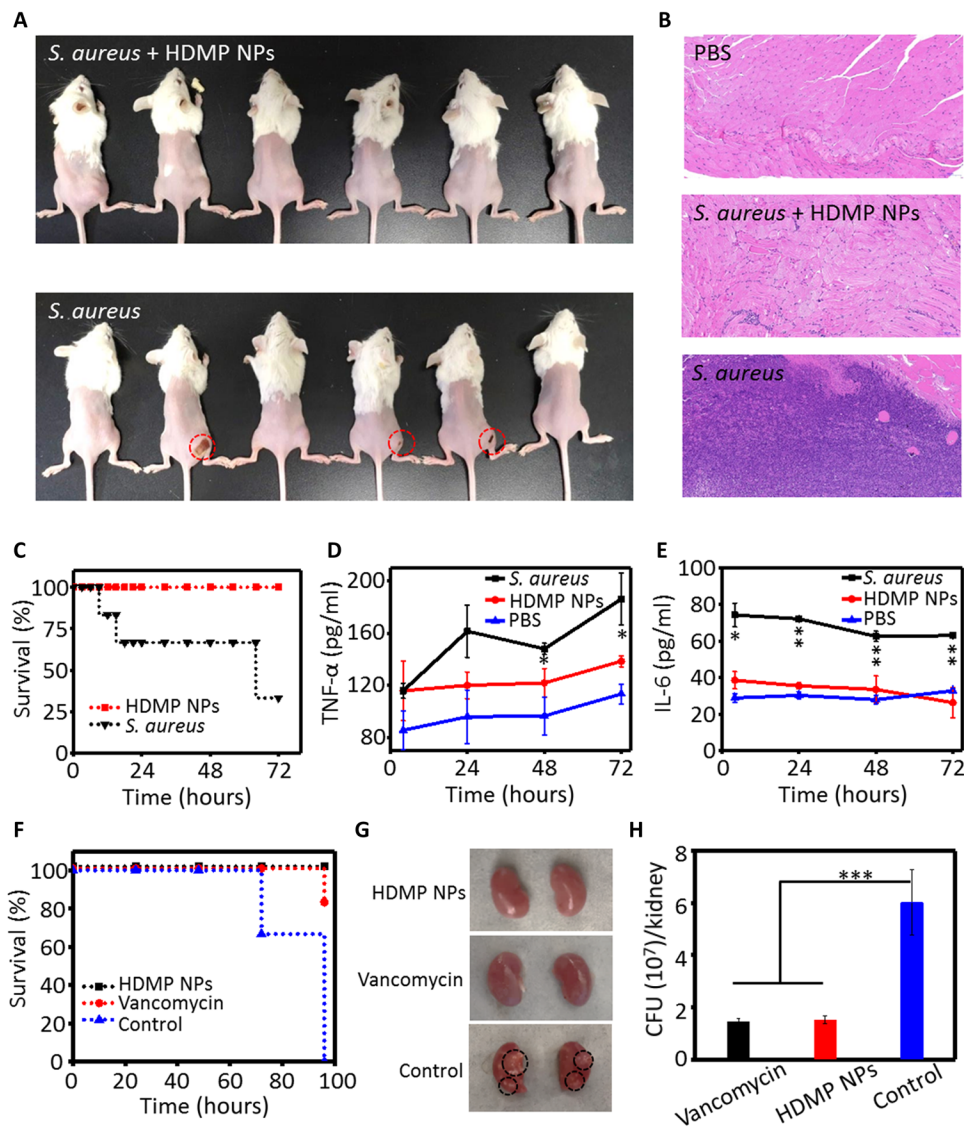 A
S. aureus + HDMP NPs
S. aureus
B
PBS
S. aureus + HDMP NPs
S. aureus
C
Survival (%)
100
75
50
25
0
HDMP NPs
S. aureus
0 24 48 72
Time (hours)
D
TNF-α (pg/ml)
200
160
120
80
S. aureus
HDMP NPs
PBS
*
*
0 24 48 72
Time (hours)
E
IL-6 (pg/ml)
100
80
60
40
20
0
S. aureus
HDMP NPs
PBS
*
**
**
**
0 24 48 72
Time (hours)
F
Survival (%)
100
80
60
40
20
0
HDMP NPs
Vancomycin
Control
0 20 40 60 80 100
Time (hours)
G
HDMP NPs
Vancomycin
Control
H
CFU (10⁷)/kidney
8
6
4
2
0
***
Vancomycin
HDMP NPs
Control